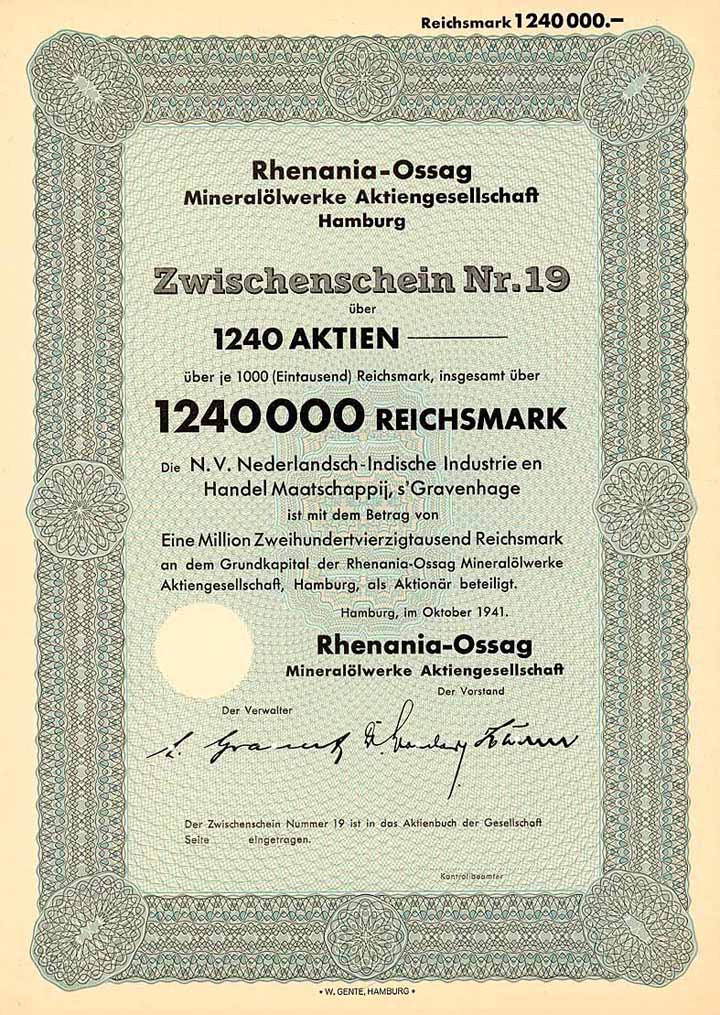 Reichsmark 1240 000.–
Rhenania-Ossag
Mineralölwerke Aktiengesellschaft
Hamburg
Zwischenschein Nr. 19
über
1240 AKTIEN
über je 1000 (Eintausend) Reichsmark, insgesamt über
1240 000 REICHSMARK
Die N. V. Nederlandsch-Indische Industrie en
Handel Maatschappij, s'Gravenhage
ist mit dem Betrag von
Eine Million Zweihundertvierzigtausend Reichsmark
an dem Grundkapital der Rhenania-Ossag Mineralölwerke
Aktiengesellschaft, Hamburg, als Aktionär beteiligt.
Hamburg, im Oktober 1941.
Rhenania-Ossag
Mineralölwerke Aktiengesellschaft
Der Vorstand
Der Verwalter
Der Zwischenschein Nummer 19 ist in das Aktienbuch der Gesellschaft
Seite eingetragen.
Kontrollbeamter
• W. GENTE, HAMBURG •